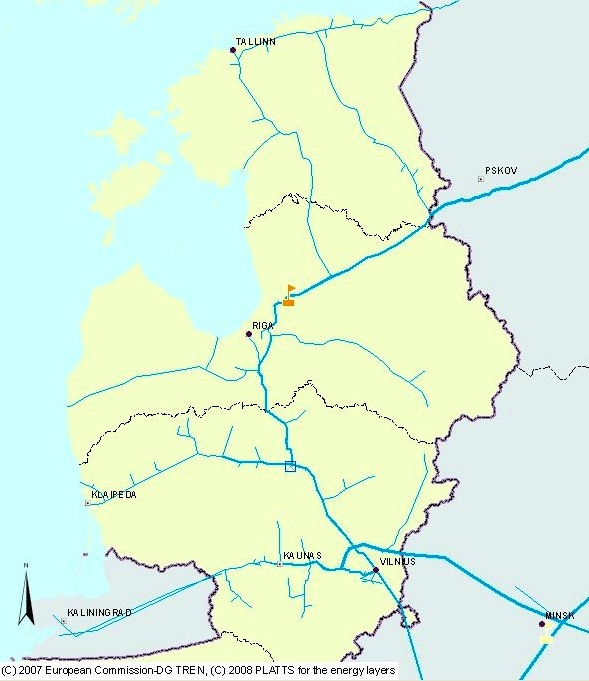 TALLINN
PSKOV
RIGA
KLAIPEDA
KAUNAS
VILNIUS
N
KALININGRAD
MINSK
(C) 2007 European Commission-DG TREN, (C) 2008 PLATTS for the energy layers